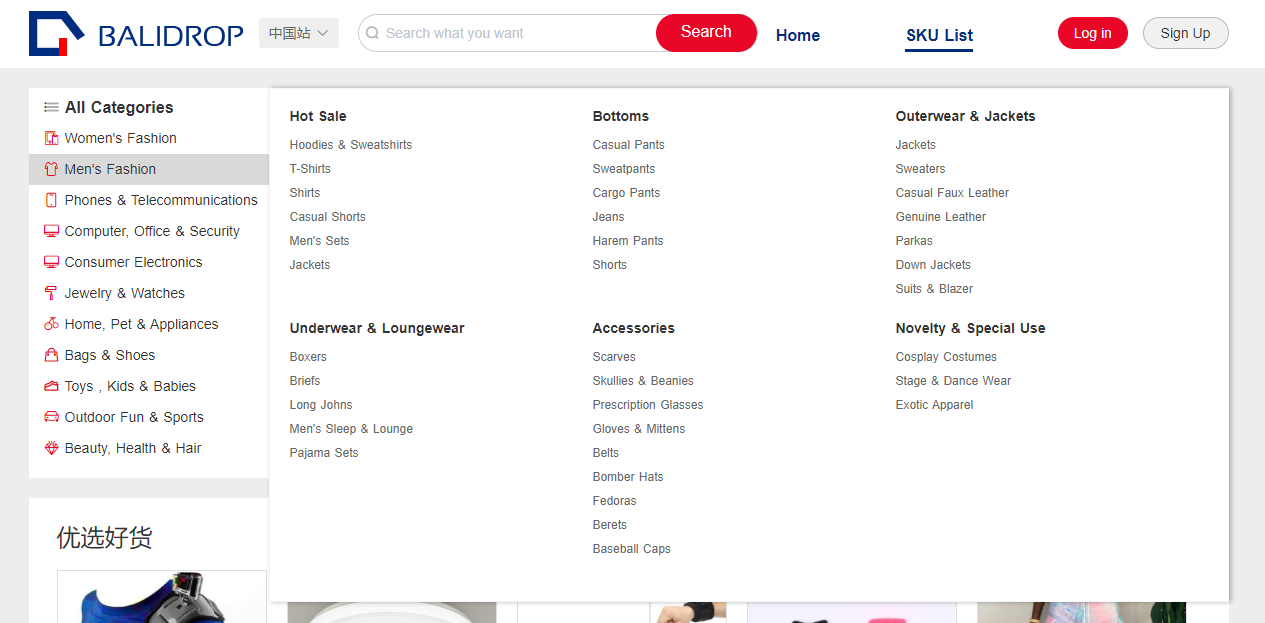 BALIDROP
中国站
Search what you want
Search
Home
SKU List
Log in
Sign Up
All Categories
Women's Fashion
Men's Fashion
Phones & Telecommunications
Computer, Office & Security
Consumer Electronics
Jewelry & Watches
Home, Pet & Appliances
Bags & Shoes
Toys , Kids & Babies
Outdoor Fun & Sports
Beauty, Health & Hair
Hot Sale
Hoodies & Sweatshirts
T-Shirts
Shirts
Casual Shorts
Men's Sets
Jackets
Bottoms
Casual Pants
Sweatpants
Cargo Pants
Jeans
Harem Pants
Shorts
Outerwear & Jackets
Jackets
Sweaters
Casual Faux Leather
Genuine Leather
Parkas
Down Jackets
Suits & Blazer
Underwear & Loungewear
Boxers
Briefs
Long Johns
Men's Sleep & Lounge
Pajama Sets
Accessories
Scarves
Skullies & Beanies
Prescription Glasses
Gloves & Mittens
Belts
Bomber Hats
Fedoras
Berets
Baseball Caps
Novelty & Special Use
Cosplay Costumes
Stage & Dance Wear
Exotic Apparel
优选好货